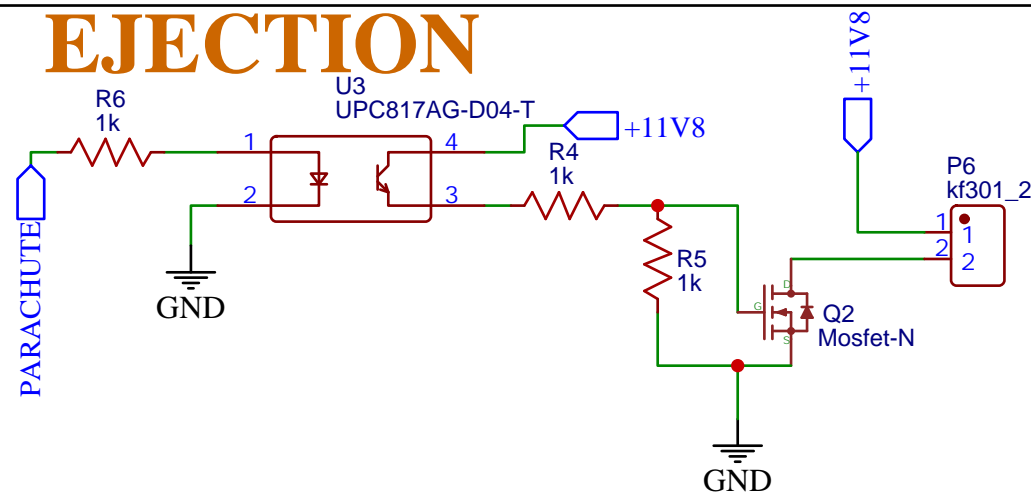 EJECTION
U3
UPC817AG-D04-T
R6
1k
1
2
4
3
+11V8
R4
1k
R5
1k
PARACHUTE
GND
+11V8
P6
kf301_2
1
1
2
2
D
G
S
Q2
Mosfet-N
GND